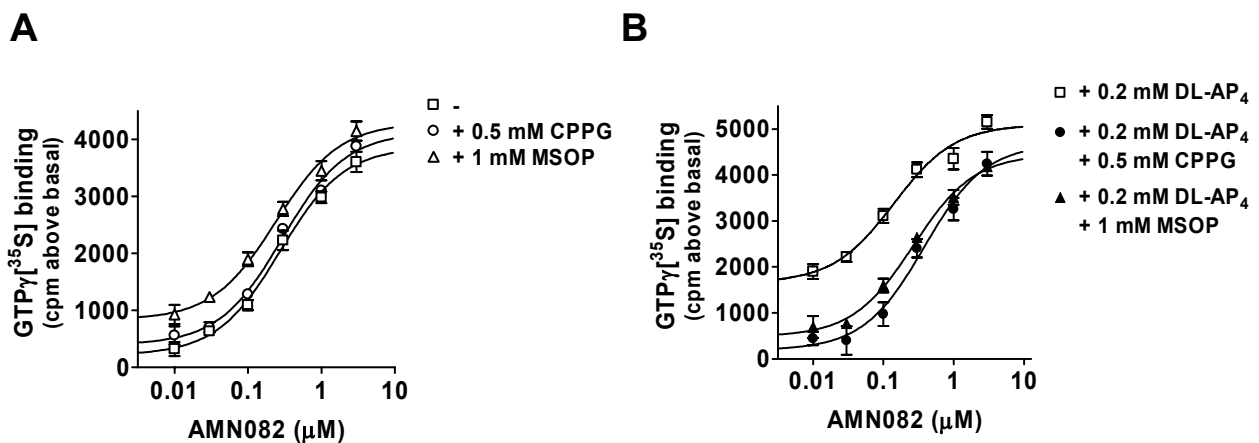 A
GTPγ[³⁵S] binding
(cpm above basal)
4000
3000
2000
1000
0
0.01 0.1 1 10
AMN082 (μM)
-
+ 0.5 mM CPPG
+ 1 mM MSOP
B
GTPγ[³⁵S] binding
(cpm above basal)
5000
4000
3000
2000
1000
0
0.01 0.1 1 10
AMN082 (μM)
+ 0.2 mM DL-AP₄
+ 0.2 mM DL-AP₄
+ 0.5 mM CPPG
+ 0.2 mM DL-AP₄
+ 1 mM MSOP